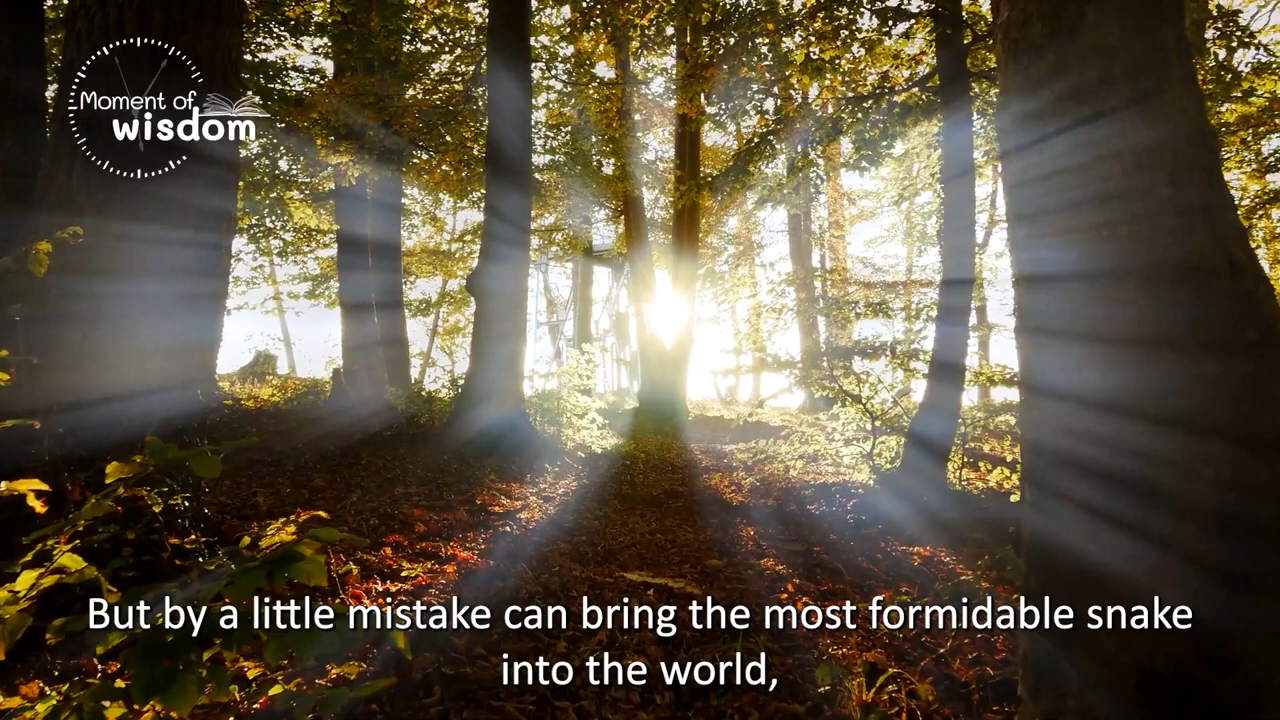 Moment of
wisdom
But by a little mistake can bring the most formidable snake
into the world,